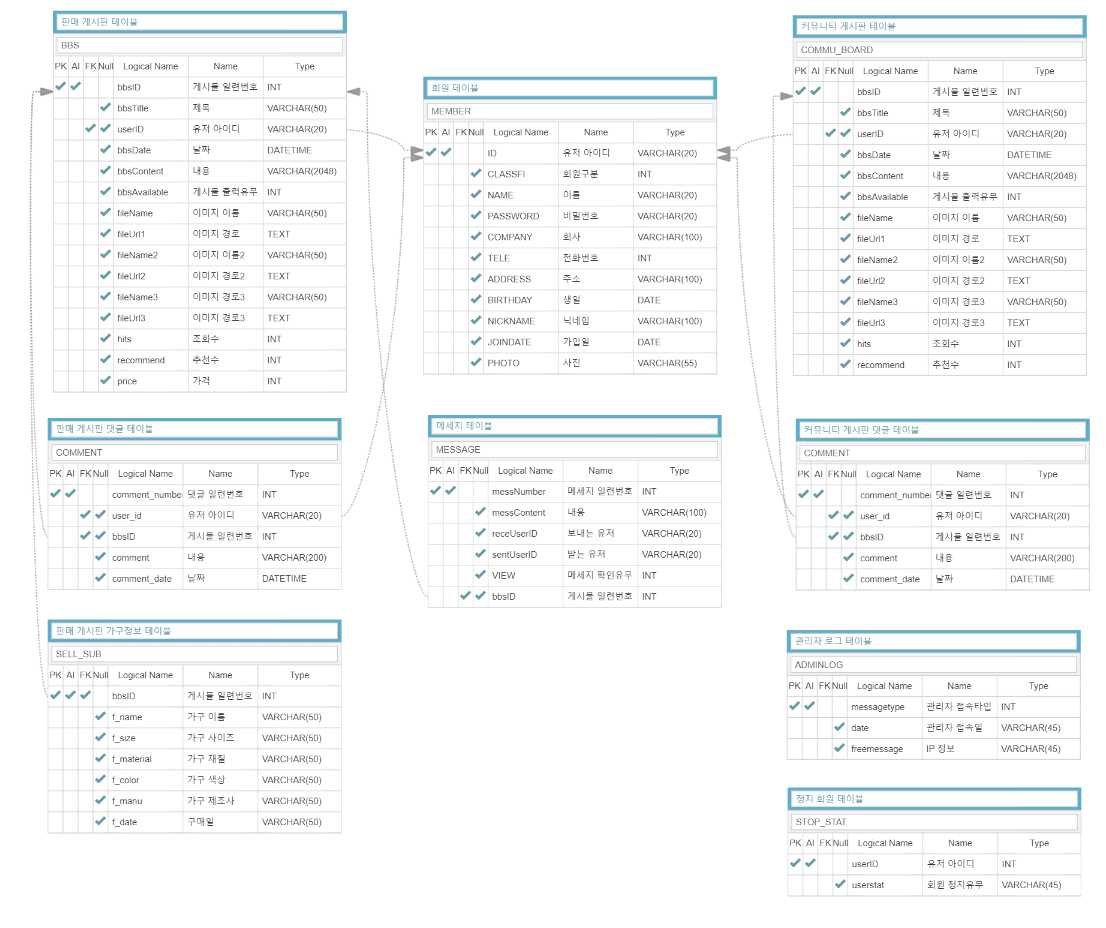 판매 게시판 테이블
BBS
PK AI FK Null Logical Name Name Type
bbsID 게시물 일련번호 INT
bbsTitle 제목 VARCHAR(50)
userID 유저 아이디 VARCHAR(20)
bbsDate 날짜 DATETIME
bbsContent 내용 VARCHAR(2048)
bbsAvailable 게시물 출력유무 INT
fileName 이미지 이름 VARCHAR(50)
fileUrl1 이미지 경로 TEXT
fileName2 이미지 이름2 VARCHAR(50)
fileUrl2 이미지 경로2 TEXT
fileName3 이미지 경로3 VARCHAR(50)
fileUrl3 이미지 경로3 TEXT
hits 조회수 INT
recommend 추천수 INT
price 가격 INT
판매 게시판 댓글 테이블
COMMENT
PK AI FK Null Logical Name Name Type
comment_number 댓글 일련번호 INT
user_id 유저 아이디 VARCHAR(20)
bbsID 게시물 일련번호 INT
comment 내용 VARCHAR(200)
comment_date 날짜 DATETIME
판매 게시판 가구정보 테이블
SELL_SUB
PK AI FK Null Logical Name Name Type
bbsID 게시물 일련번호 INT
f_name 가구 이름 VARCHAR(50)
f_size 가구 사이즈 VARCHAR(50)
f_material 가구 재질 VARCHAR(50)
f_color 가구 색상 VARCHAR(50)
f_manu 가구 제조사 VARCHAR(50)
f_date 구매일 VARCHAR(50)
회원 테이블
MEMBER
PK AI FK Null Logical Name Name Type
ID 유저 아이디 VARCHAR(20)
CLASSFI 회원구분 INT
NAME 이름 VARCHAR(20)
PASSWORD 비밀번호 VARCHAR(20)
COMPANY 회사 VARCHAR(100)
TELE 전화번호 INT
ADDRESS 주소 VARCHAR(100)
BIRTHDAY 생일 DATE
NICKNAME 닉네임 VARCHAR(100)
JOINDATE 가입일 DATE
PHOTO 사진 VARCHAR(55)
메세지 테이블
MESSAGE
PK AI FK Null Logical Name Name Type
messNumber 메세지 일련번호 INT
messContent 내용 VARCHAR(100)
receUserID 보내는 유저 VARCHAR(20)
sentUserID 받는 유저 VARCHAR(20)
VIEW 메세지 확인유무 INT
bbsID 게시물 일련번호 INT
커뮤니티 게시판 테이블
COMMU_BOARD
PK AI FK Null Logical Name Name Type
bbsID 게시물 일련번호 INT
bbsTitle 제목 VARCHAR(50)
userID 유저 아이디 VARCHAR(20)
bbsDate 날짜 DATETIME
bbsContent 내용 VARCHAR(2048)
bbsAvailable 게시물 출력유무 INT
fileName 이미지 이름 VARCHAR(50)
fileUrl1 이미지 경로 TEXT
fileName2 이미지 이름2 VARCHAR(50)
fileUrl2 이미지 경로2 TEXT
fileName3 이미지 경로3 VARCHAR(50)
fileUrl3 이미지 경로3 TEXT
hits 조회수 INT
recommend 추천수 INT
커뮤니티 게시판 댓글 테이블
COMMENT
PK AI FK Null Logical Name Name Type
comment_number 댓글 일련번호 INT
user_id 유저 아이디 VARCHAR(20)
bbsID 게시물 일련번호 INT
comment 내용 VARCHAR(200)
comment_date 날짜 DATETIME
관리자 로그 테이블
ADMINLOG
PK AI FK Null Logical Name Name Type
messagetype 관리자 접속타입 INT
date 관리자 접속일 VARCHAR(45)
freemessage IP 정보 VARCHAR(45)
정지 회원 테이블
STOP_STAT
PK AI FK Null Logical Name Name Type
userID 유저 아이디 INT
userstat 회원 정지유무 VARCHAR(45)